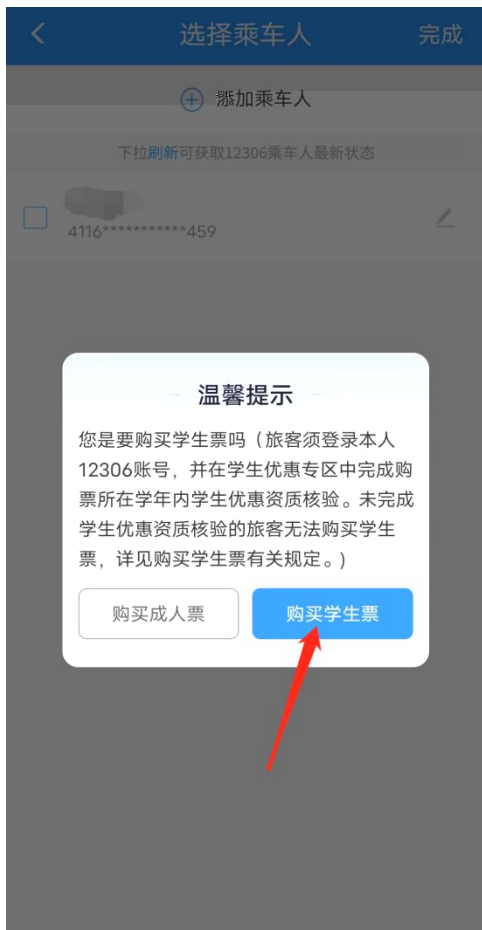 选择乘车人 完成
添加乘车人
下拉刷新可获取12306乘车人最新状态
4116***********459
温馨提示
您是要购买学生票吗（旅客须登录本人
12306账号，并在学生优惠专区中完成购
票所在学年内学生优惠资质核验。未完成
学生优惠资质核验的旅客无法购买学生
票，详见购买学生票有关规定。)
购买成人票 购买学生票